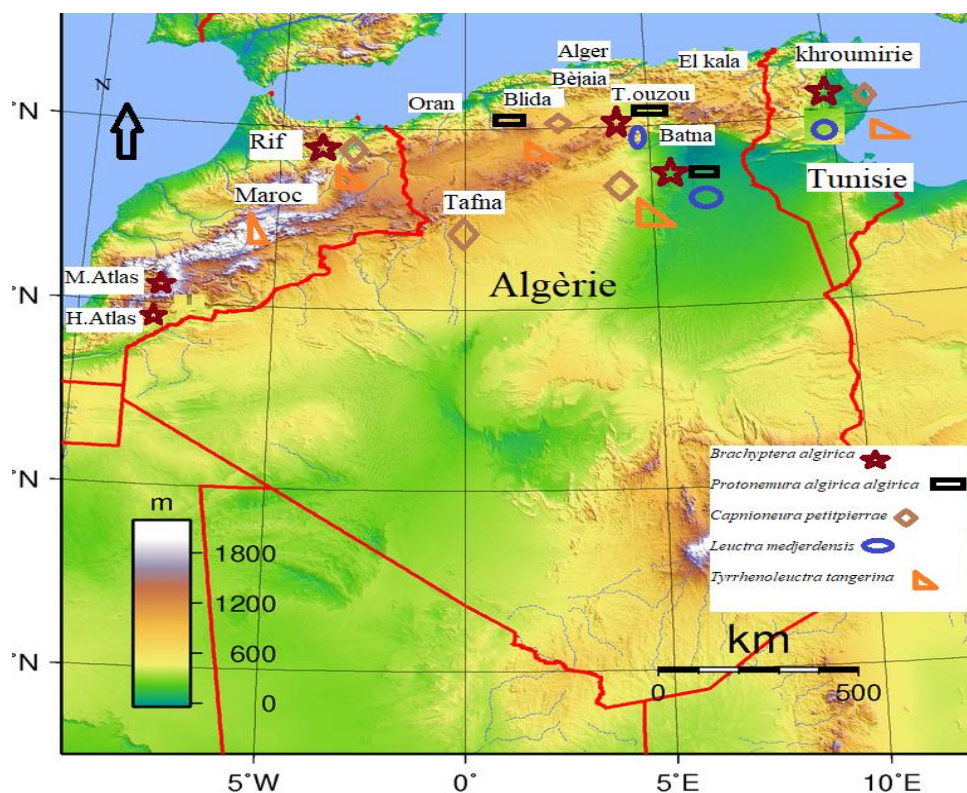 Alger
El kala
khroumirie
Bèjaia
Oran
Blida
T.ouzou
N
Rif
Batna
Maroc
Tafna
Tunisie
M.Atlas
Algèrie
H.Atlas
˚N
˚N
˚N
˚N
Brachyptera algirica
Protonemura algirica algirica
Capnioneura petitpierrae
Leuctra medjerdensis
Tyrrhenoleuctra tangerina
m
1800
1200
600
0
km
0 500
5˚W 0˚ 5˚E 10˚E